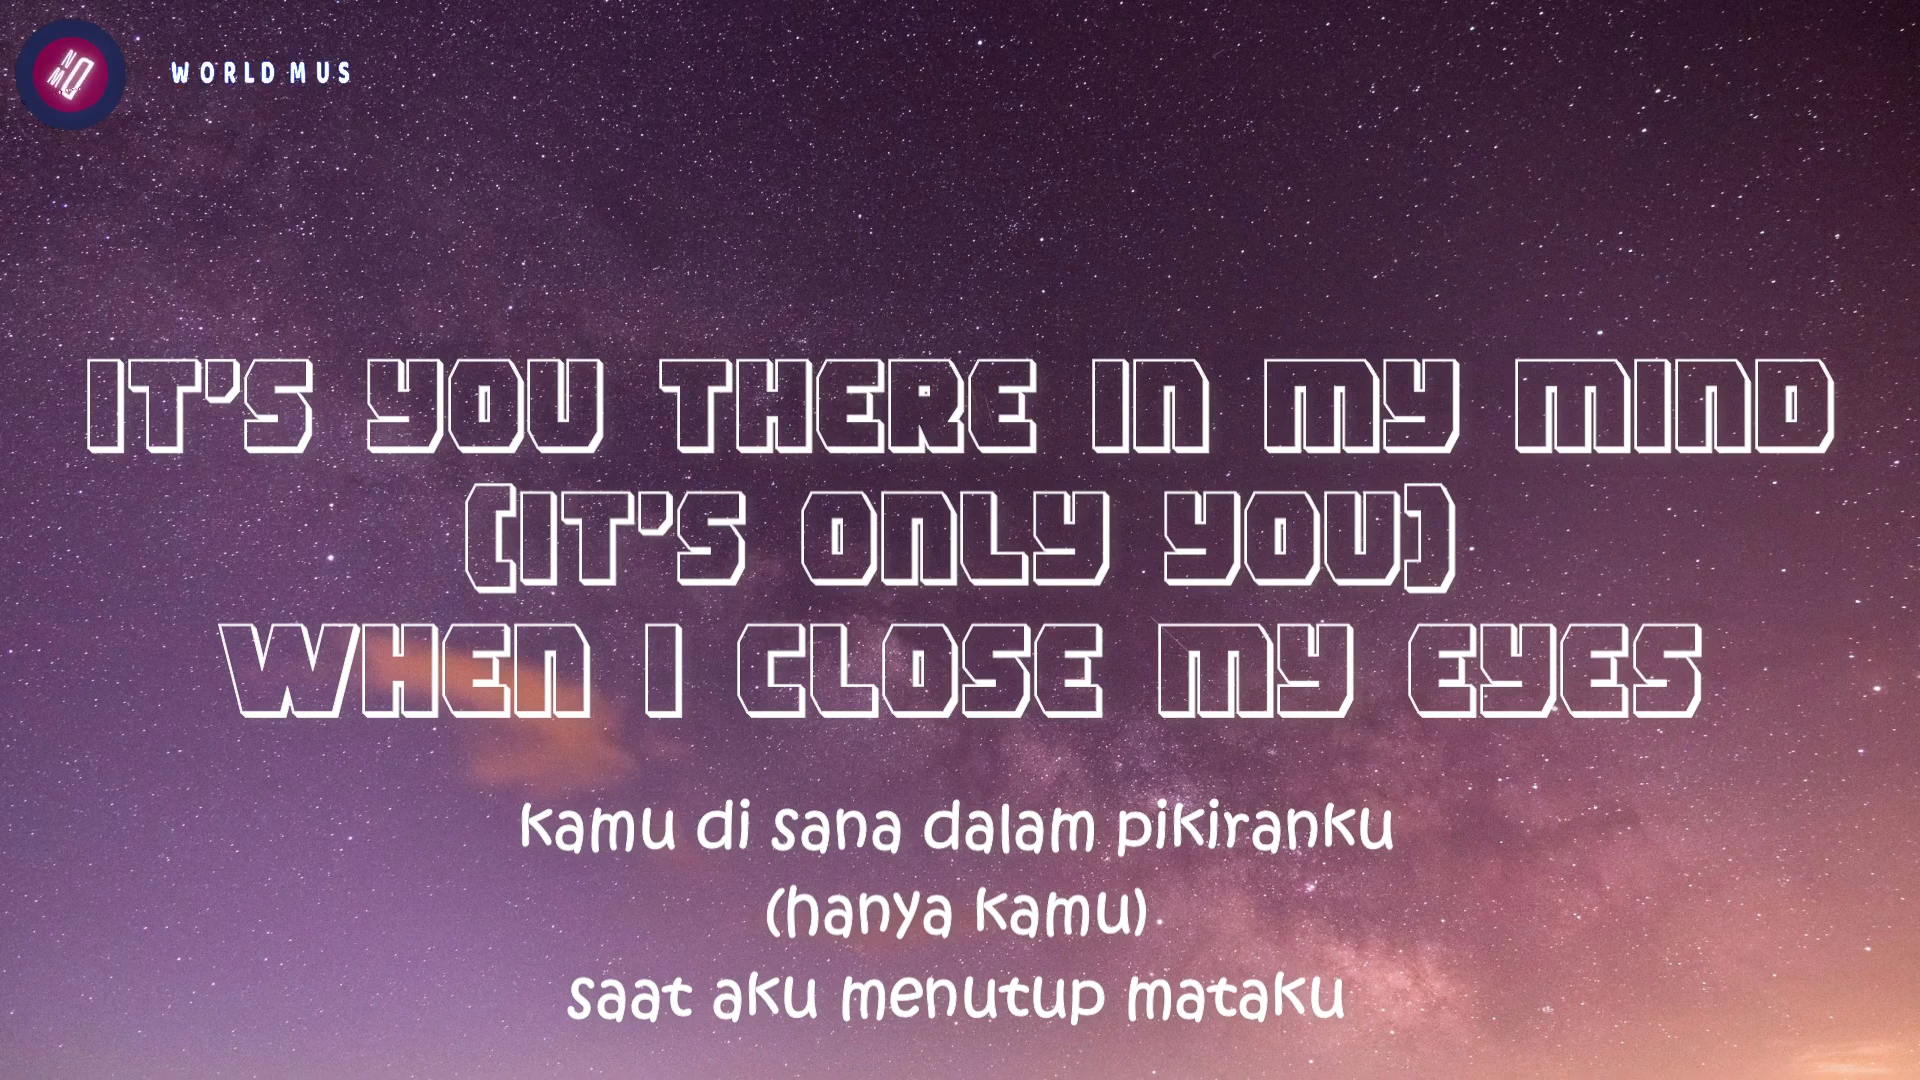 WORLD MUS
IT'S YOU THERE IN MY MIND
(IT'S ONLY YOU)
WHEN I CLOSE MY EYES
kamu di sana dalam pikiranku
(hanya kamu)
saat aku menutup mataku